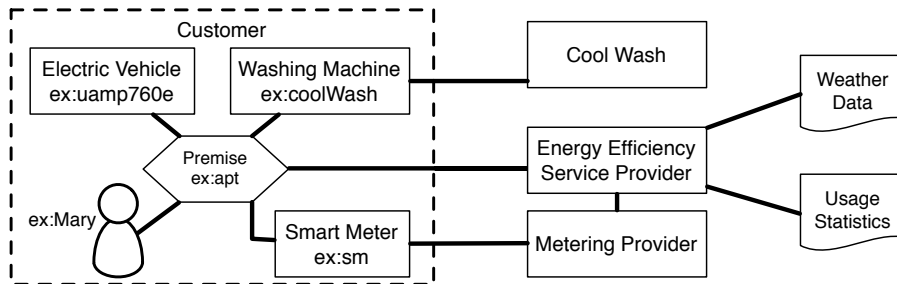 Customer
Electric Vehicle
ex:uamp760e
Washing Machine
ex:coolWash
Cool Wash
Weather
Data
Premise
ex:apt
Energy Efficiency
Service Provider
ex:Mary
Smart Meter
ex:sm
Metering Provider
Usage
Statistics